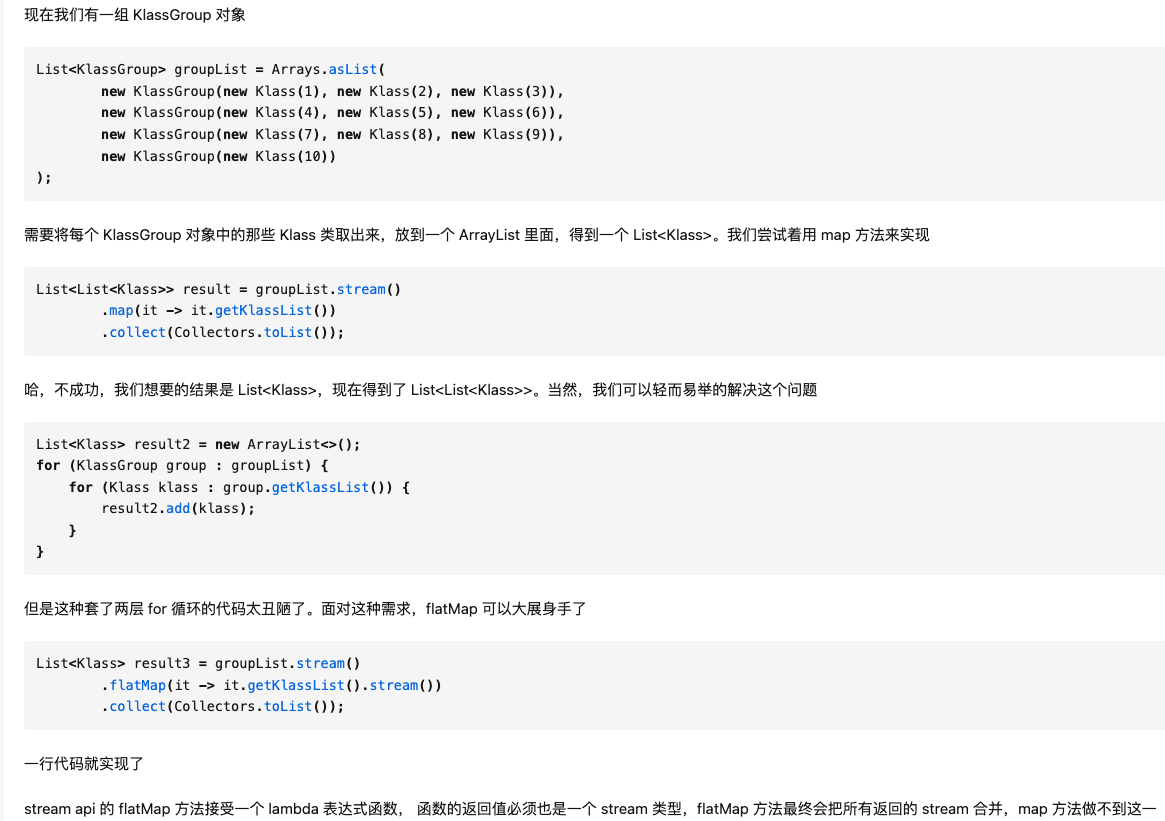 现在我们有一组 KlassGroup 对象
List<KlassGroup> groupList = Arrays.asList(
        new KlassGroup(new Klass(1), new Klass(2), new Klass(3)),
        new KlassGroup(new Klass(4), new Klass(5), new Klass(6)),
        new KlassGroup(new Klass(7), new Klass(8), new Klass(9)),
        new KlassGroup(new Klass(10))
);
需要将每个 KlassGroup 对象中的那些 Klass 类取出来，放到一个 ArrayList 里面，得到一个 List<Klass>。我们尝试着用 map 方法来实现
List<List<Klass>> result = groupList.stream()
        .map(it -> it.getKlassList())
        .collect(Collectors.toList());
哈，不成功，我们想要的结果是 List<Klass>，现在得到了 List<List<Klass>>。当然，我们可以轻而易举的解决这个问题
List<Klass> result2 = new ArrayList<>();
for (KlassGroup group : groupList) {
    for (Klass klass : group.getKlassList()) {
        result2.add(klass);
    }
}
但是这种套了两层 for 循环的代码太丑陋了。面对这种需求，flatMap 可以大展身手了
List<Klass> result3 = groupList.stream()
        .flatMap(it -> it.getKlassList().stream())
        .collect(Collectors.toList());
一行代码就实现了
stream api 的 flatMap 方法接受一个 lambda 表达式函数， 函数的返回值必须也是一个 stream 类型，flatMap 方法最终会把所有返回的 stream 合并，map 方法做不到这一